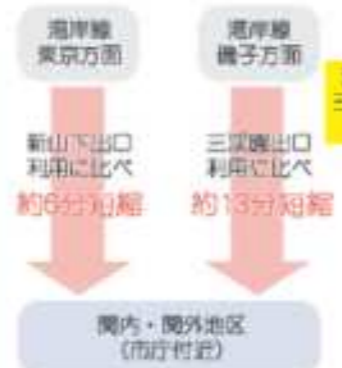 湾岸線
東京方面
湾岸線
磯子方面
新山下出口
利用に比べ
約6分短縮
三溪園出口
利用に比べ
約13分短縮
関内・関外地区
(市庁付近)